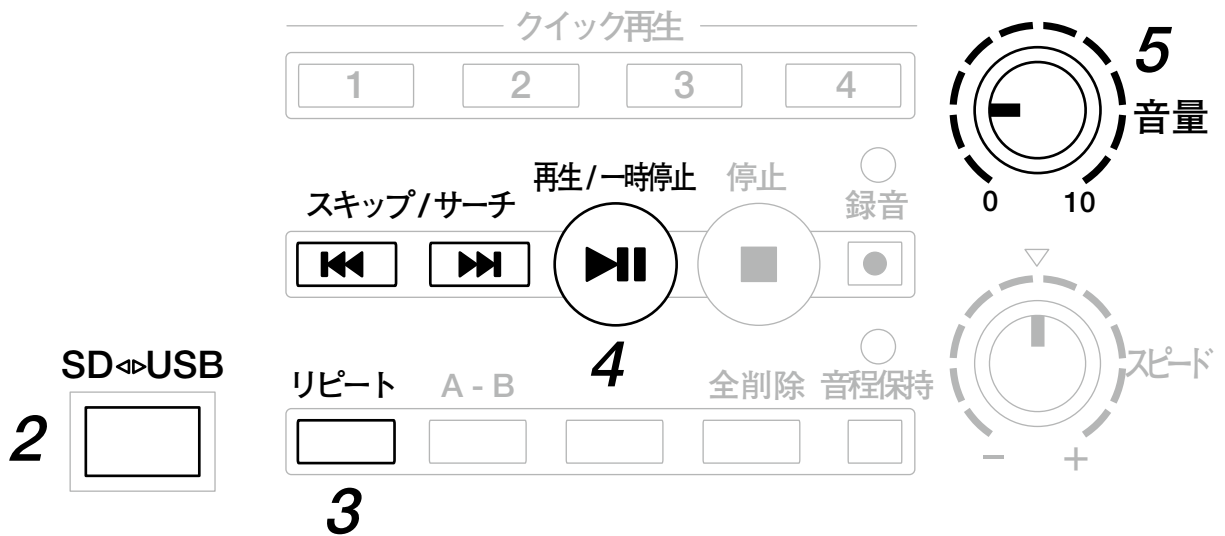 クイック再生
1 2 3 4
5
音量
0 10
スキップ/サーチ
再生/一時停止
停止
録音
4
SD◃▹USB
2
リピート
A - B
全削除
音程保持
3
スピード
− +